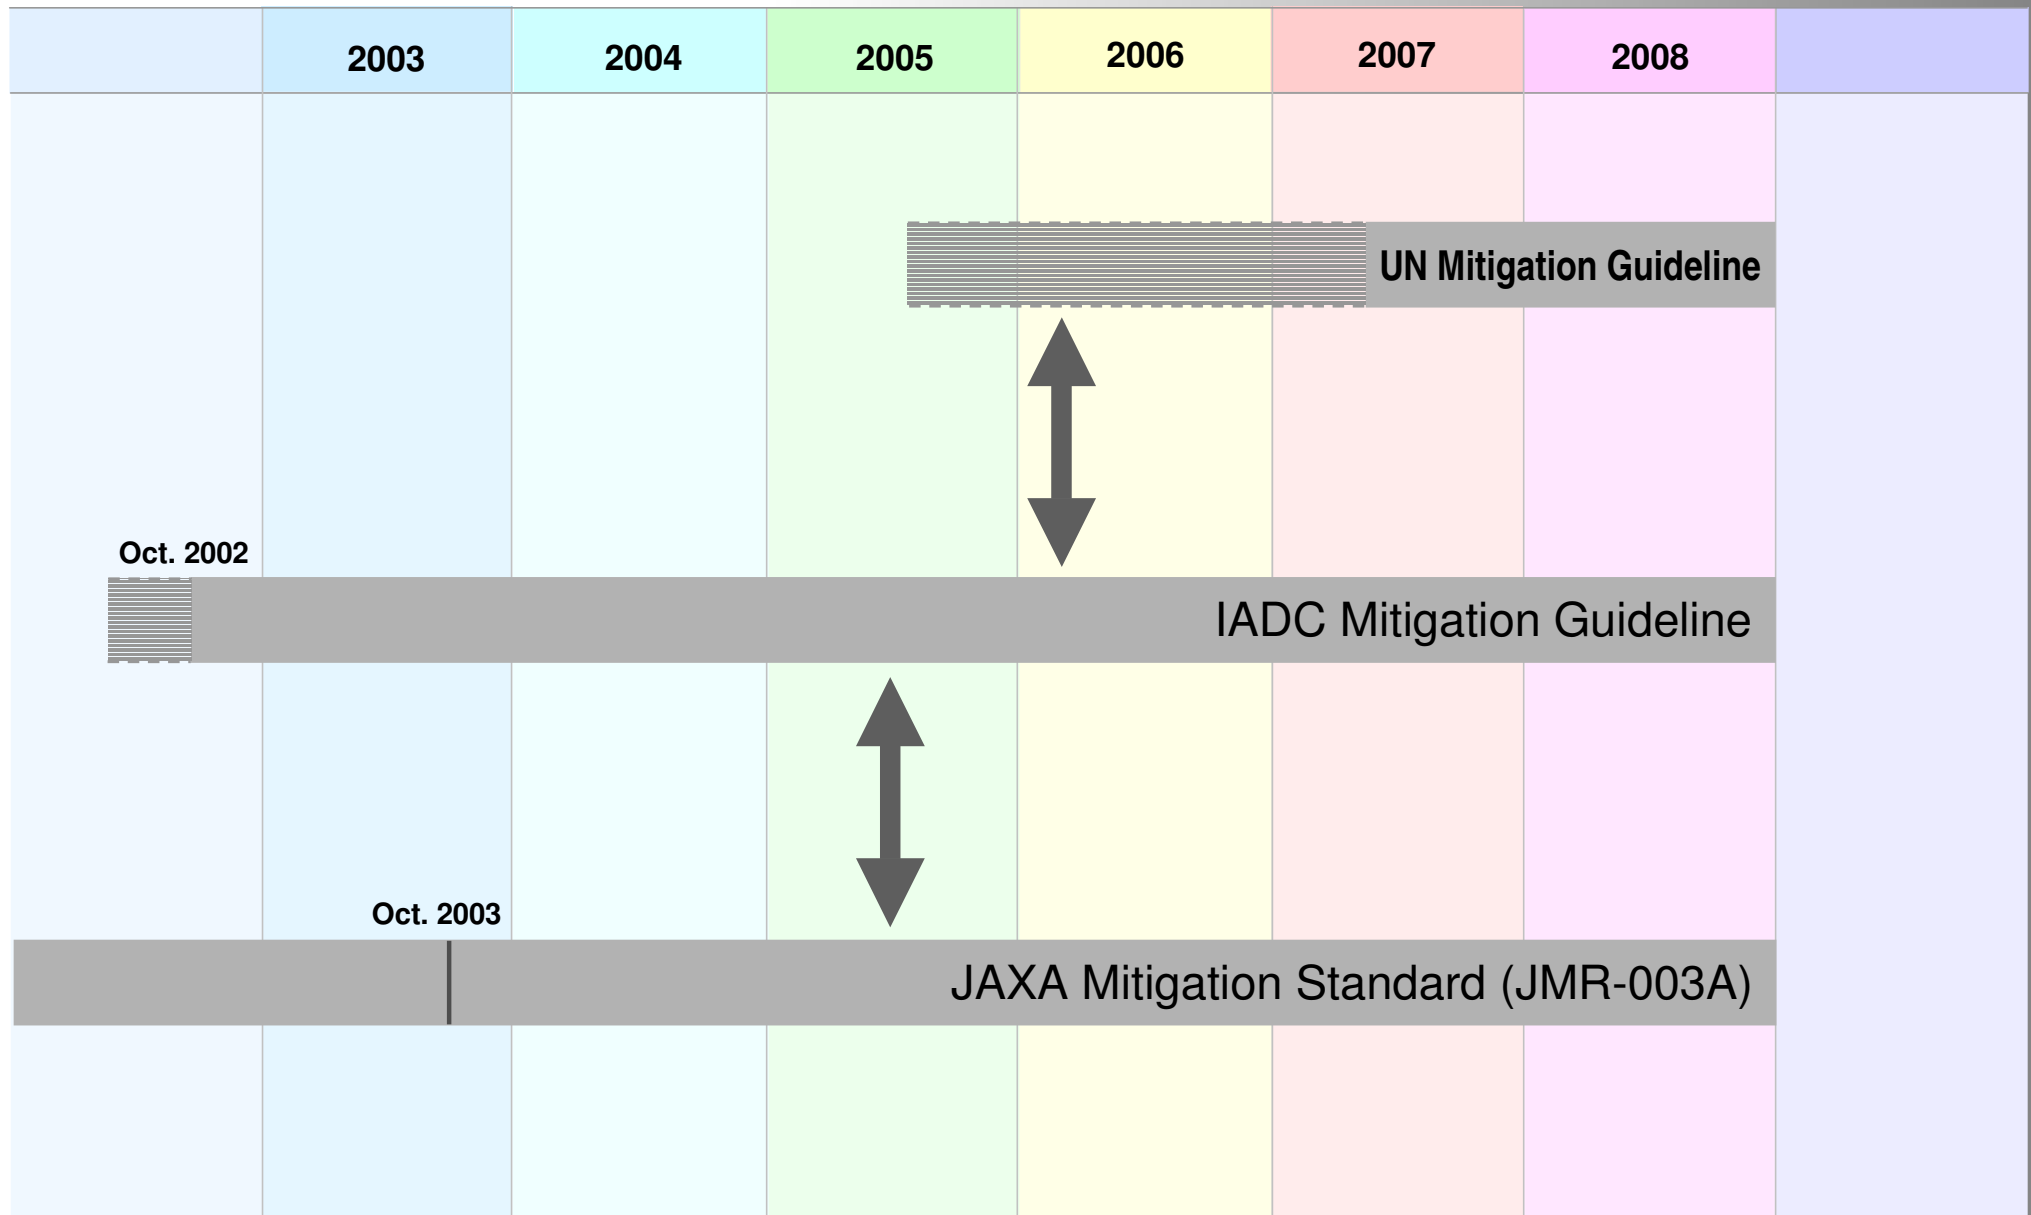 2003 2004 2005 2006 2007 2008
UN Mitigation Guideline
Oct. 2002
IADC Mitigation Guideline
Oct. 2003
JAXA Mitigation Standard (JMR-003A)